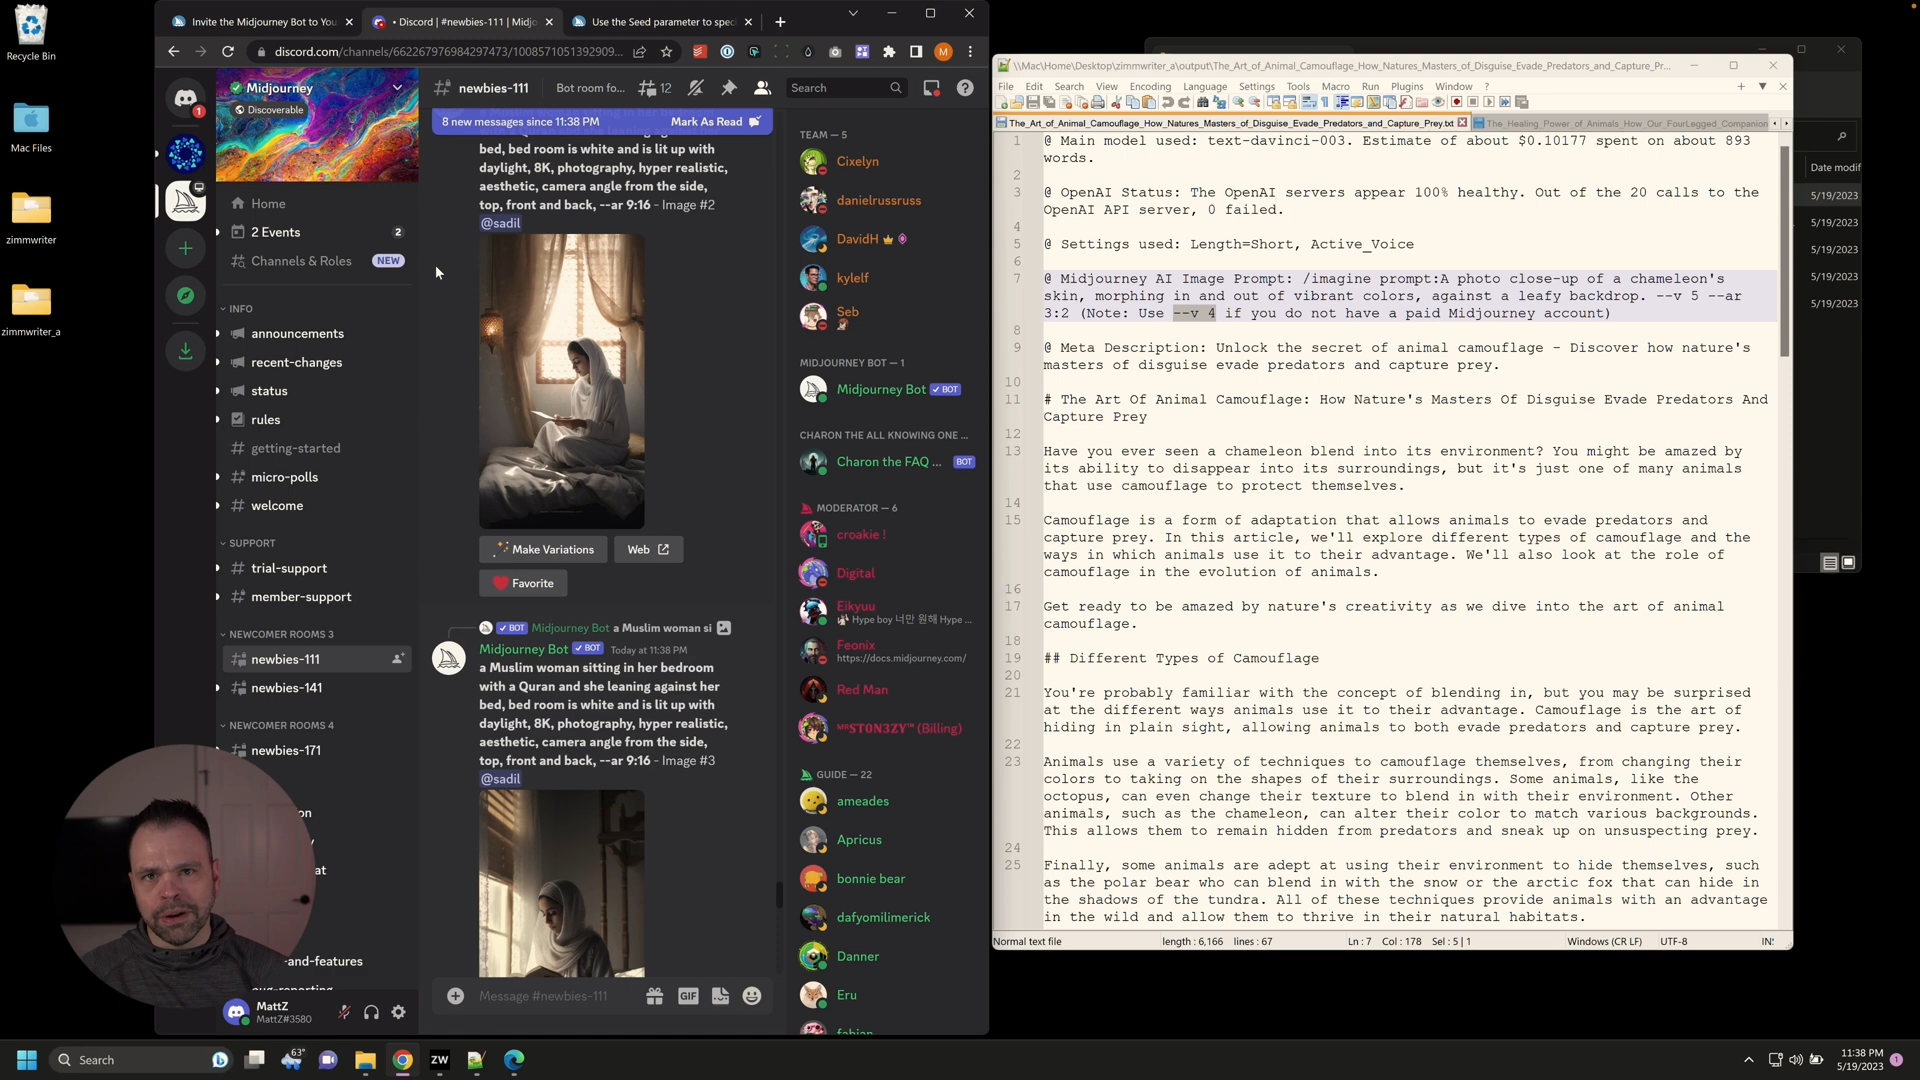 Recycle Bin
Mac Files
zimmwriter
zimmwriter_a
Invite the Midjourney Bot to You
• Discord | #newbies-111 | Midjo
Use the Seed parameter to spec
discord.com/channels/662267976984297473/1008571051392909...
M
Midjourney
Discoverable
1
Home
2 Events
2
Channels & Roles
NEW
INFO
announcements
recent-changes
status
rules
getting-started
micro-polls
welcome
SUPPORT
trial-support
member-support
NEWCOMER ROOMS 3
newbies-111
newbies-141
NEWCOMER ROOMS 4
newbies-171
-and-features
MattZ
MattZ#3580
newbies-111
Bot room fo...
12
Search
8 new messages since 11:38 PM
Mark As Read
bed, bed room is white and is lit up with
daylight, 8K, photography, hyper realistic,
aesthetic, camera angle from the side,
top, front and back, --ar 9:16 - Image #2
@sadil
Make Variations
Web
Favorite
BOT Midjourney Bot a Muslim woman si
Midjourney Bot BOT Today at 11:38 PM
a Muslim woman sitting in her bedroom
with a Quran and she leaning against her
bed, bed room is white and is lit up with
daylight, 8K, photography, hyper realistic,
aesthetic, camera angle from the side,
top, front and back, --ar 9:16 - Image #3
@sadil
Message #newbies-111
GIF
TEAM — 5
Cixelyn
danielrussruss
DavidH
kylelf
Seb
MIDJOURNEY BOT — 1
Midjourney Bot BOT
CHARON THE ALL KNOWING ONE ...
Charon the FAQ ... BOT
MODERATOR — 6
croakie !
Digital
Eikyuu
Hype boy 너만 원해 Hype ...
Feonix
https://docs.midjourney.com/
Red Man
ᴹᴿSTON3ZY™ (Billing)
GUIDE — 22
ameades
Apricus
bonnie bear
dafyomilimerick
Danner
Eru
fabian
\\Mac\Home\Desktop\zimmwriter_a\output\The_Art_of_Animal_Camouflage_How_Natures_Masters_of_Disguise_Evade_Predators_and_Capture_Pr...
File Edit Search View Encoding Language Settings Tools Macro Run Plugins Window ?
The_Art_of_Animal_Camouflage_How_Natures_Masters_of_Disguise_Evade_Predators_and_Capture_Prey.txt
The_Healing_Power_of_Animals_How_Our_FourLegged_Companion
1 @ Main model used: text-davinci-003. Estimate of about $0.10177 spent on about 893
words.
2
3 @ OpenAI Status: The OpenAI servers appear 100% healthy. Out of the 20 calls to the
OpenAI API server, 0 failed.
4
5 @ Settings used: Length=Short, Active_Voice
6
7 @ Midjourney AI Image Prompt: /imagine prompt:A photo close-up of a chameleon's
skin, morphing in and out of vibrant colors, against a leafy backdrop. --v 5 --ar
3:2 (Note: Use --v 4 if you do not have a paid Midjourney account)
8
9 @ Meta Description: Unlock the secret of animal camouflage - Discover how nature's
masters of disguise evade predators and capture prey.
10
11 # The Art Of Animal Camouflage: How Nature's Masters Of Disguise Evade Predators And
Capture Prey
12
13 Have you ever seen a chameleon blend into its environment? You might be amazed by
its ability to disappear into its surroundings, but it's just one of many animals
that use camouflage to protect themselves.
14
15 Camouflage is a form of adaptation that allows animals to evade predators and
capture prey. In this article, we'll explore different types of camouflage and the
ways in which animals use it to their advantage. We'll also look at the role of
camouflage in the evolution of animals.
16
17 Get ready to be amazed by nature's creativity as we dive into the art of animal
camouflage.
18
19 ## Different Types of Camouflage
20
21 You're probably familiar with the concept of blending in, but you may be surprised
at the different ways animals use it to their advantage. Camouflage is the art of
hiding in plain sight, allowing animals to both evade predators and capture prey.
22
23 Animals use a variety of techniques to camouflage themselves, from changing their
colors to taking on the shapes of their surroundings. Some animals, like the
octopus, can even change their texture to blend in with their environment. Other
animals, such as the chameleon, can alter their color to match various backgrounds.
This allows them to remain hidden from predators and sneak up on unsuspecting prey.
24
25 Finally, some animals are adept at using their environment to hide themselves, such
as the polar bear who can blend in with the snow or the arctic fox that can hide in
the shadows of the tundra. All of these techniques provide animals with an advantage
in the wild and allow them to thrive in their natural habitats.
Normal text file
length : 6,166 lines : 67
Ln : 7 Col : 178 Sel : 5 | 1
Windows (CR LF)
UTF-8
INS
Date modif
5/19/2023
5/19/2023
5/19/2023
5/19/2023
5/19/2023
Search
63°
ZW
11:38 PM
5/19/2023
1